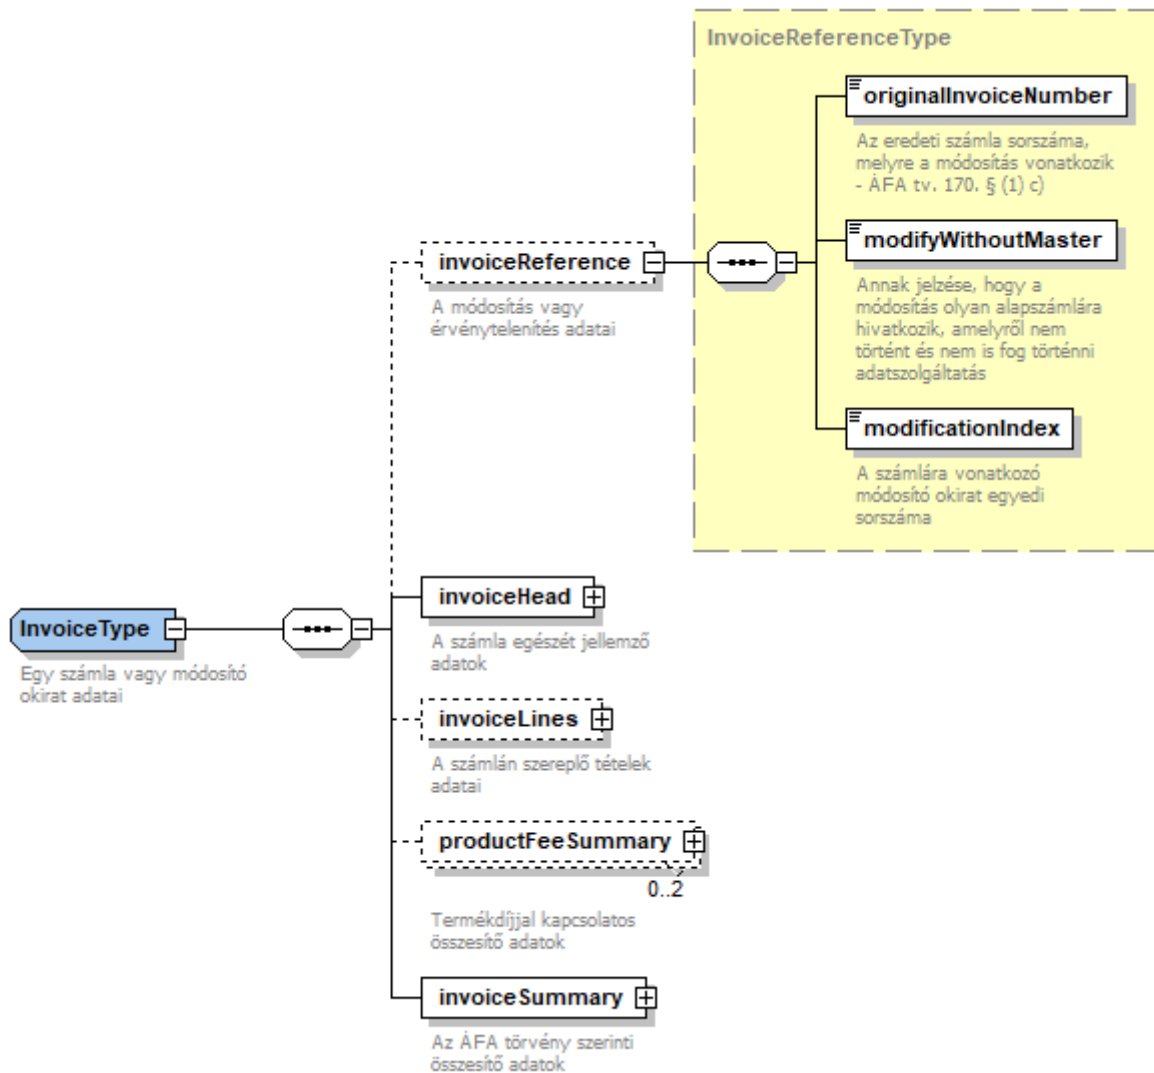 InvoiceReferenceType
originalInvoiceNumber
Az eredeti számla sorszáma,
melyre a módosítás vonatkozik
- ÁFA tv. 170. § (1) c)
modifyWithoutMaster
Annak jelzése, hogy a
módosítás olyan alapszámlára
hivatkozik, amelyről nem
történt és nem is fog történni
adatszolgáltatás
modificationIndex
A számlára vonatkozó
módosító okirat egyedi
sorszáma
invoiceReference
A módosítás vagy
érvénytelenítés adatai
InvoiceType
Egy számla vagy módosító
okirat adatai
invoiceHead
A számla egészét jellemző
adatok
invoiceLines
A számlán szereplő tételek
adatai
productFeeSummary
0..2
Termékdíjjal kapcsolatos
összesítő adatok
invoiceSummary
Az ÁFA törvény szerinti
összesítő adatok